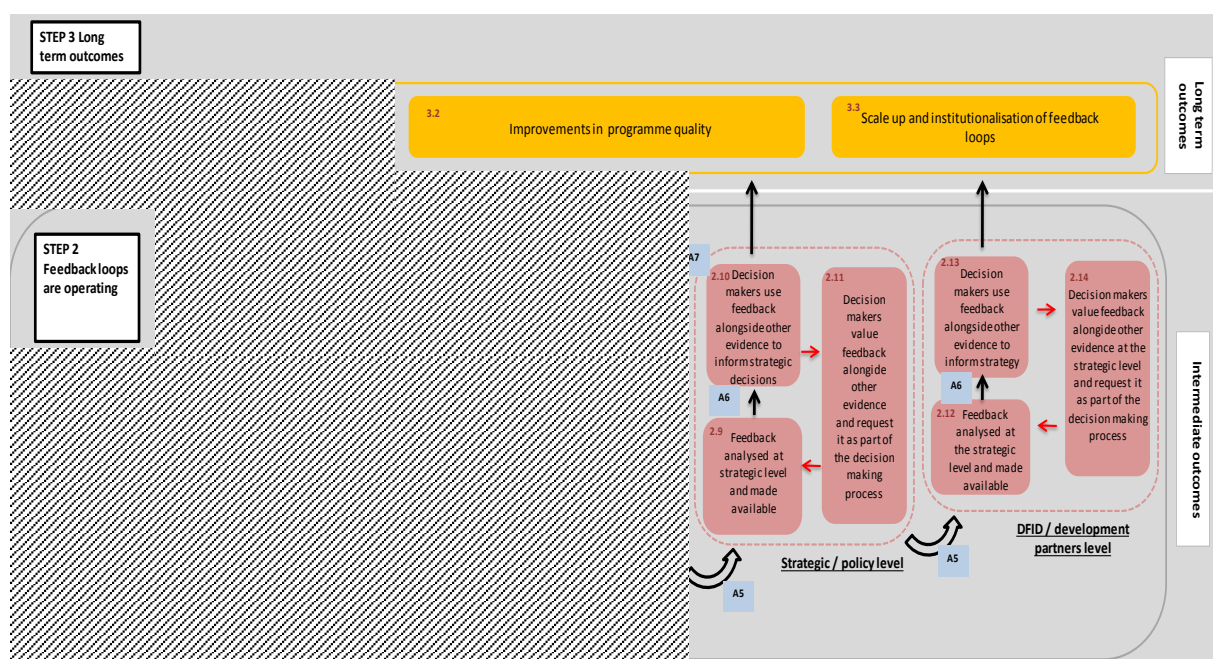 STEP 3 Long
term outcomes
Long term
outcomes
3.2
Improvements in programme quality
3.3
Scale up and institutionalisation of feedback
loops
STEP 2
Feedback loops
are operating
A7
2.10 Decision
makers use
feedback
alongside other
evidence to
inform strategic
decisions
2.11
Decision
makers
value
feedback
alongside
other
evidence
and request
it as part of
the decision
making
process
A6
2.9
Feedback
analysed at
strategic level
and made
available
2.13
Decision
makers use
feedback
alongside other
evidence to
inform strategy
2.14
Decision makers
value feedback
alongside other
evidence at the
strategic level
and request it as
part of the
decision making
process
A6
2.12 Feedback
analysed at
the strategic
level and made
available
Intermediate outcomes
DFID / development
partners level
Strategic / policy level
A5
A5